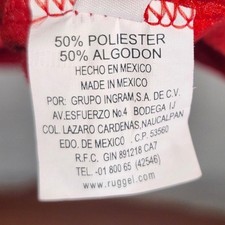 50% POLIESTER
50% ALGODON
HECHO EN MEXICO
MADE IN MEXICO
POR: GRUPO INGRAM,S.A. DE C.V.
AV.ESFUERZO No.4 BODEGA IJ
COL. LAZARO CARDENAS,NAUCALPAN
EDO. DE MEXICO . C.P. 53560
R.F.C. GIN 891218 CA7
TEL.-01 800 65 (42546)
www.ruggel.com